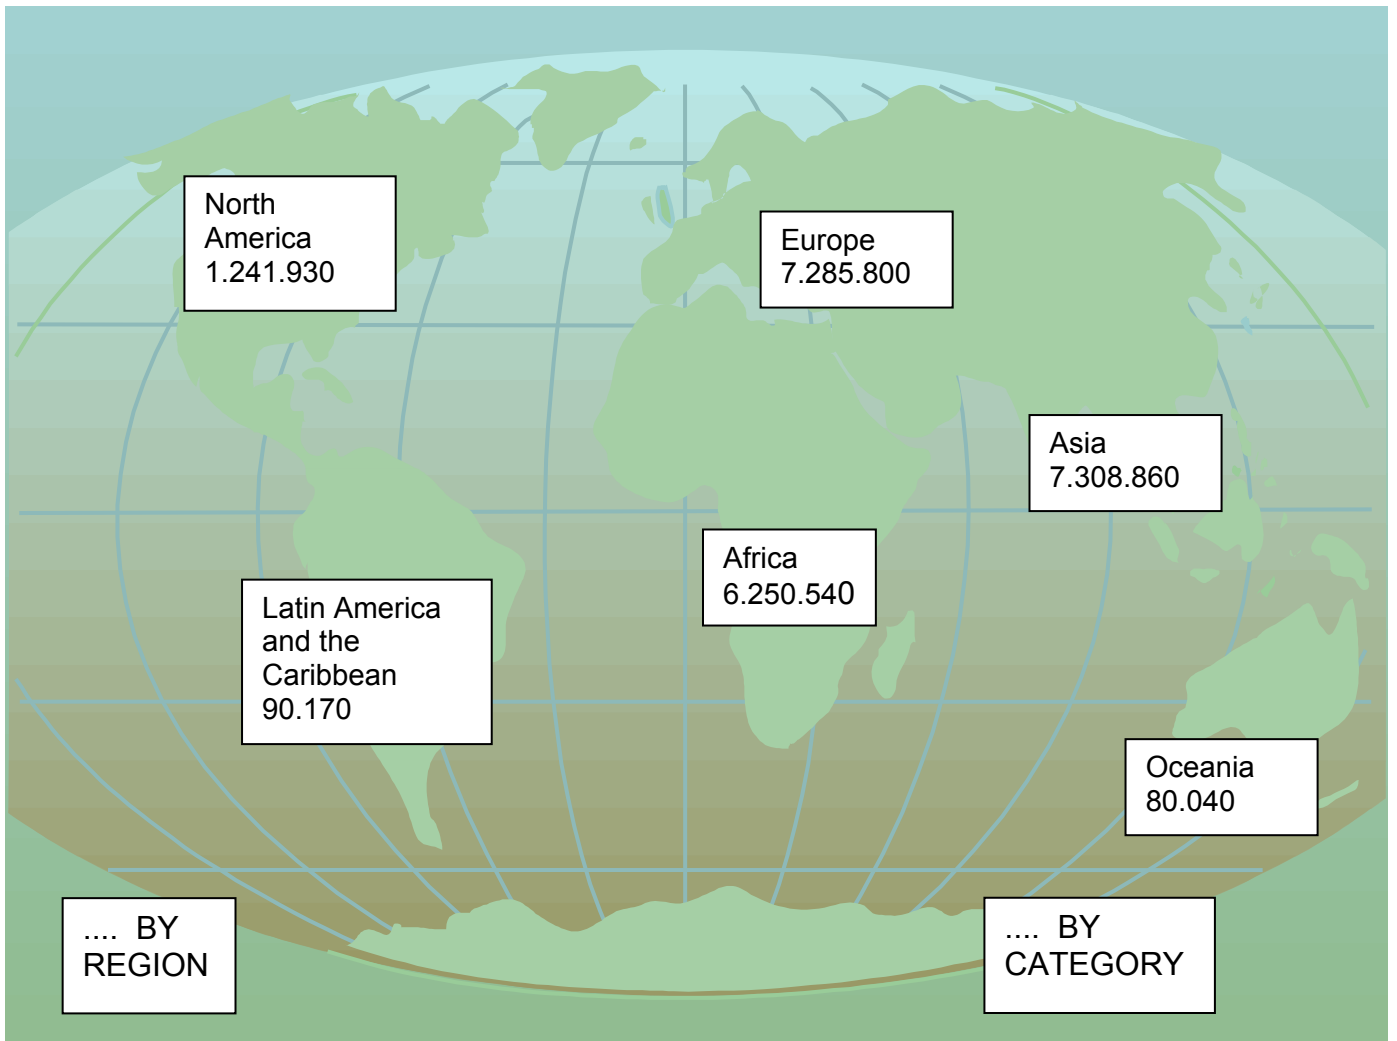 North
America
1.241.930
Europe
7.285.800
Asia
7.308.860
Africa
6.250.540
Latin America
and the
Caribbean
90.170
Oceania
80.040
.... BY
REGION
.... BY
CATEGORY